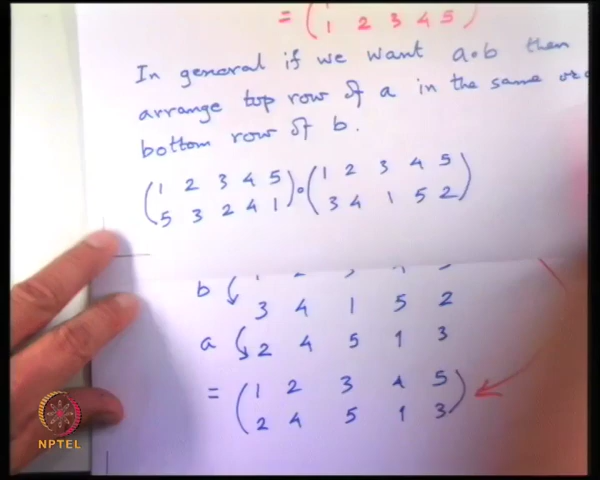 = ( 1 2 3 4 5 )
In general if we want a∘b then
arrange top row of a in the same
bottom row of b.
(1 2 3 4 5) ∘ (1 2 3 4 5)
(5 3 2 4 1) (3 4 1 5 2)
b 3 4 1 5 2
a 2 4 5 1 3
= (1 2 3 4 5)
(2 4 5 1 3)
NPTEL